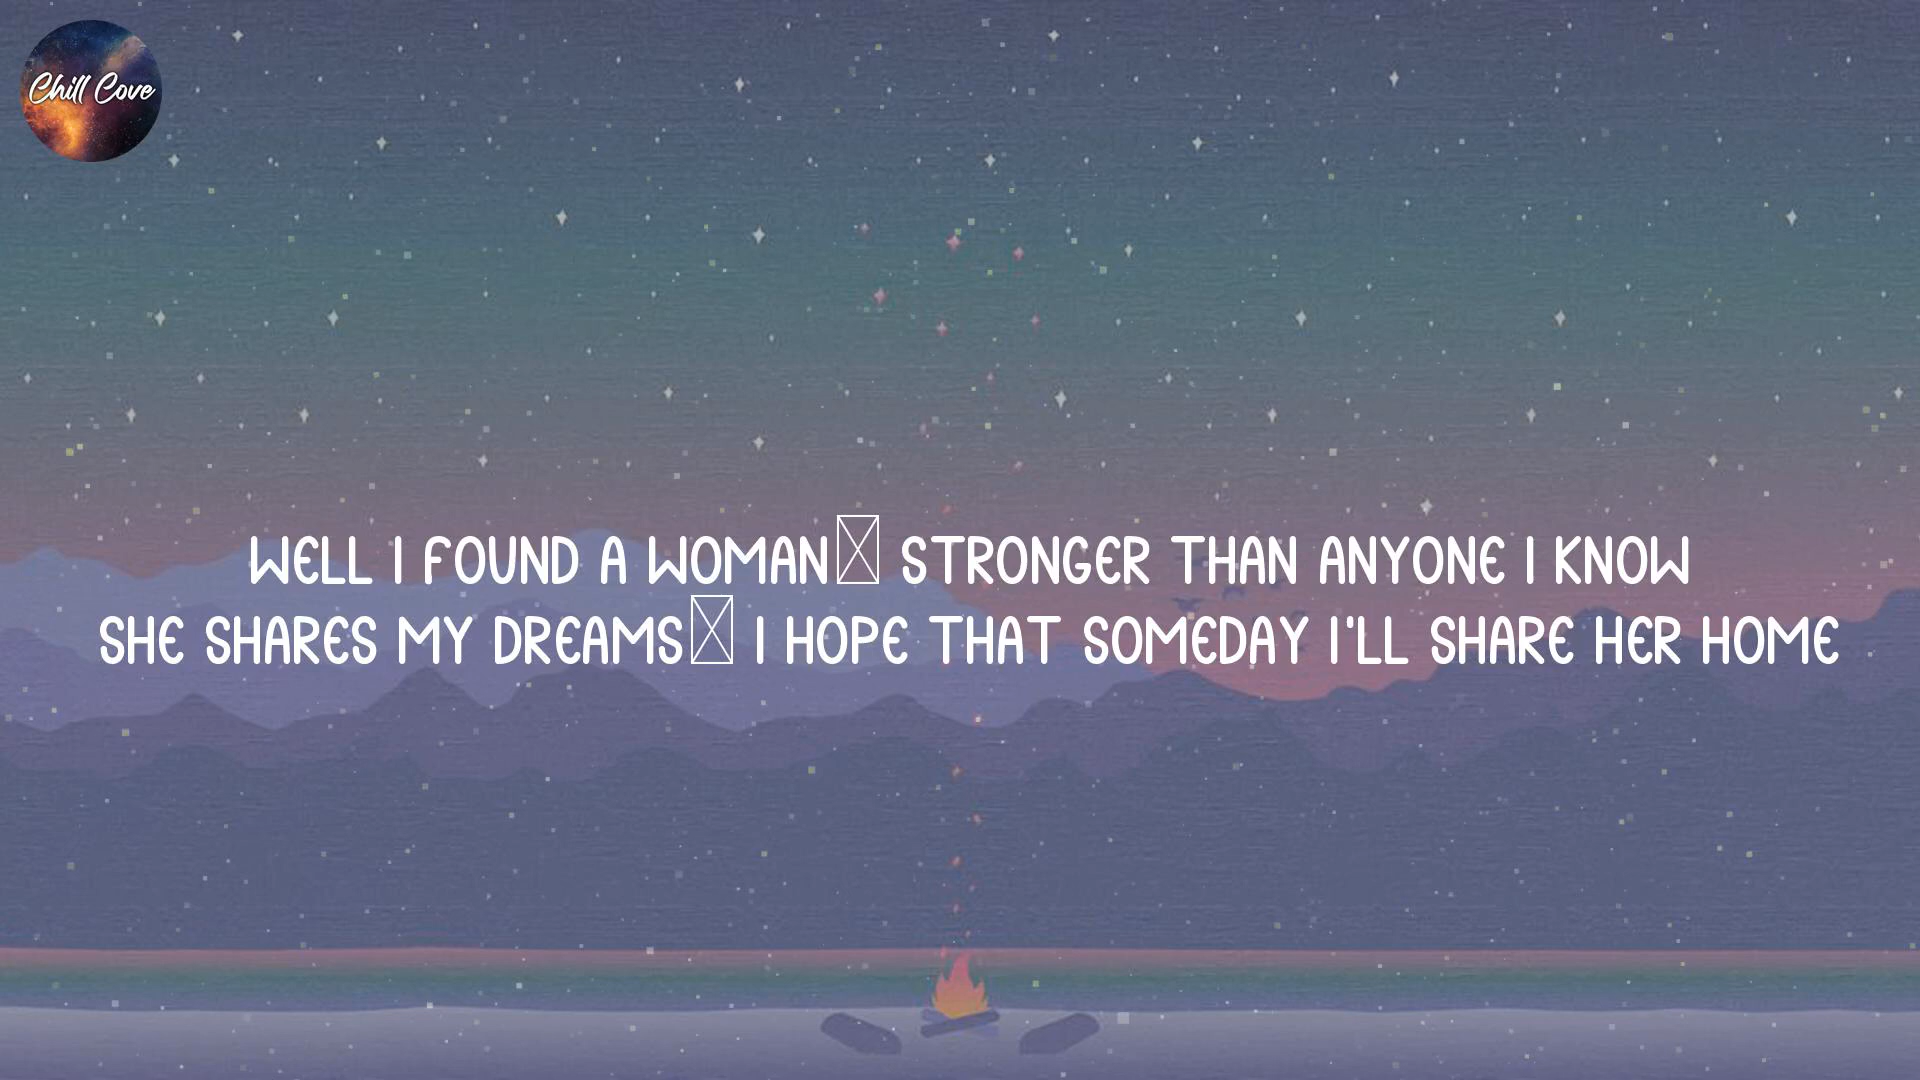 Chill Cove
WELL I FOUND A WOMAN☒ STRONGER THAN ANYONE I KNOW
SHE SHARES MY DREAMS☒ I HOPE THAT SOMEDAY I'LL SHARE HER HOME